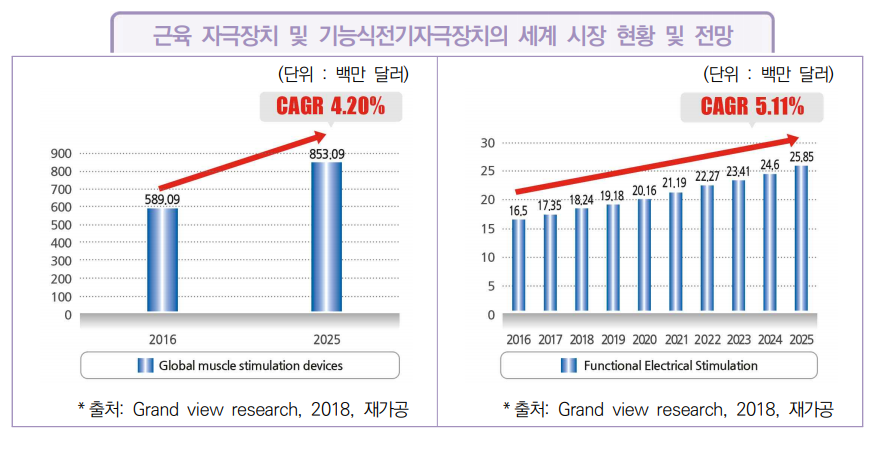 근육 자극장치 및 기능식전기자극장치의 세계 시장 현황 및 전망
(단위 : 백만 달러)
CAGR 4.20%
900
800
700
600
500
400
300
200
100
0
589,09
853,09
2016 2025
Global muscle stimulation devices
*출처: Grand view research, 2018, 재가공
(단위 : 백만 달러)
CAGR 5.11%
30
25
20
15
10
5
0
16,5 17,35 18,24 19,18 20,16 21,19 22,27 23,41 24,6 25,85
2016 2017 2018 2019 2020 2021 2022 2023 2024 2025
Functional Electrical Stimulation
*출처: Grand view research, 2018, 재가공